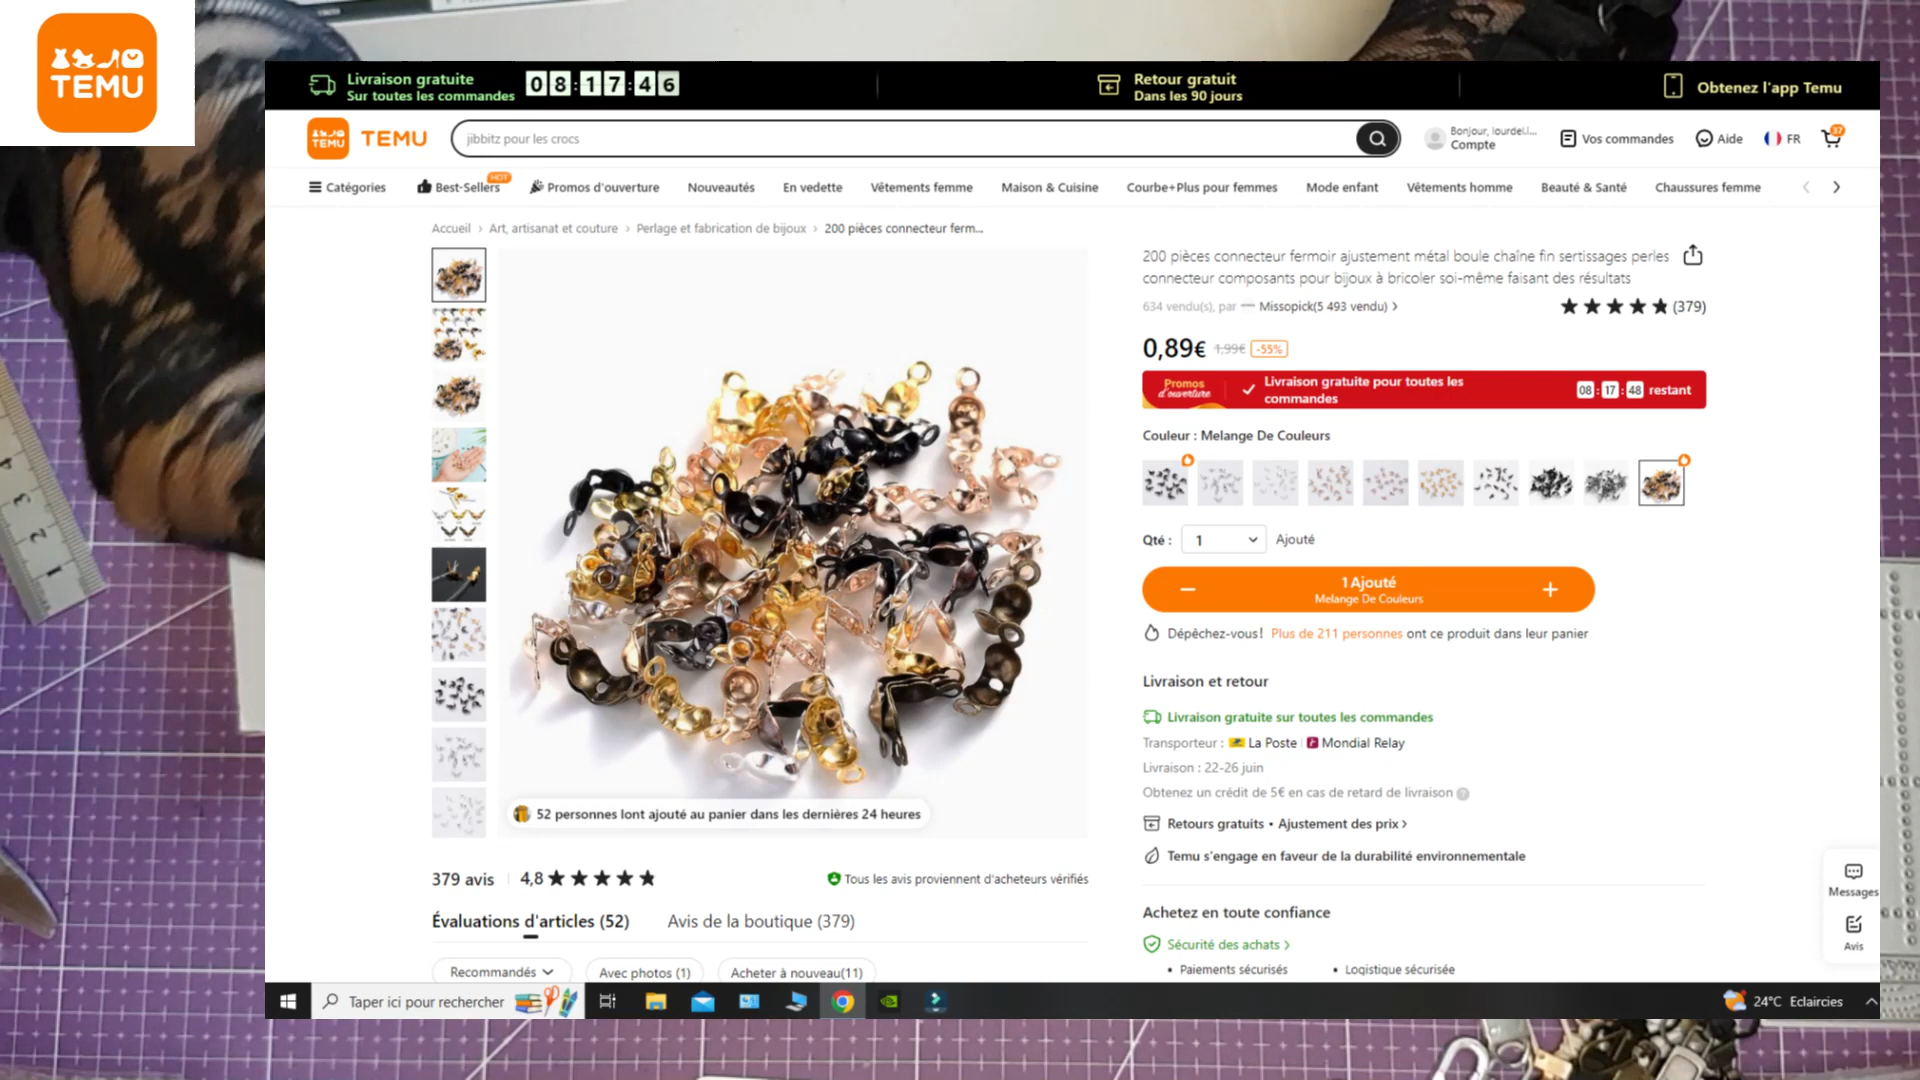 TEMU
Livraison gratuite
Sur toutes les commandes
08:17:46
Retour gratuit
Dans les 90 jours
Obtenez l'app Temu
TEMU
TEMU
jibbitz pour les crocs
Bonjour, lourdel.l...
Compte
Vos commandes
Aide
FR
37
Catégories
Best-Sellers
HOT
Promos d'ouverture
Nouveautés
En vedette
Vêtements femme
Maison & Cuisine
Courbe+Plus pour femmes
Mode enfant
Vêtements homme
Beauté & Santé
Chaussures femme
Accueil › Art, artisanat et couture › Perlage et fabrication de bijoux › 200 pièces connecteur ferm...
200 pièces connecteur fermoir ajustement métal boule chaîne fin sertissages perles
connecteur composants pour bijoux à bricoler soi-même faisant des résultats
634 vendu(s), par Missopick(5 493 vendu) >
(379)
0,89€ 1,99€ -55%
Promos
d'ouverture
Livraison gratuite pour toutes les
commandes
08:17:48 restant
Couleur : Melange De Couleurs
Qté : 1 Ajouté
− 1 Ajouté +
Melange De Couleurs
Dépêchez-vous! Plus de 211 personnes ont ce produit dans leur panier
Livraison et retour
Livraison gratuite sur toutes les commandes
Transporteur : La Poste Mondial Relay
Livraison : 22-26 juin
Obtenez un crédit de 5€ en cas de retard de livraison ?
Retours gratuits • Ajustement des prix >
Temu s'engage en faveur de la durabilité environnementale
Achetez en toute confiance
Sécurité des achats >
• Paiements sécurisés
• Logistique sécurisée
52 personnes lont ajouté au panier dans les dernières 24 heures
379 avis
4,8
Tous les avis proviennent d'acheteurs vérifiés
Évaluations d'articles (52)
Avis de la boutique (379)
Recommandés
Avec photos (1)
Acheter à nouveau(11)
Messages
Avis
Taper ici pour rechercher
24°C Eclaircies
4
3
2
1